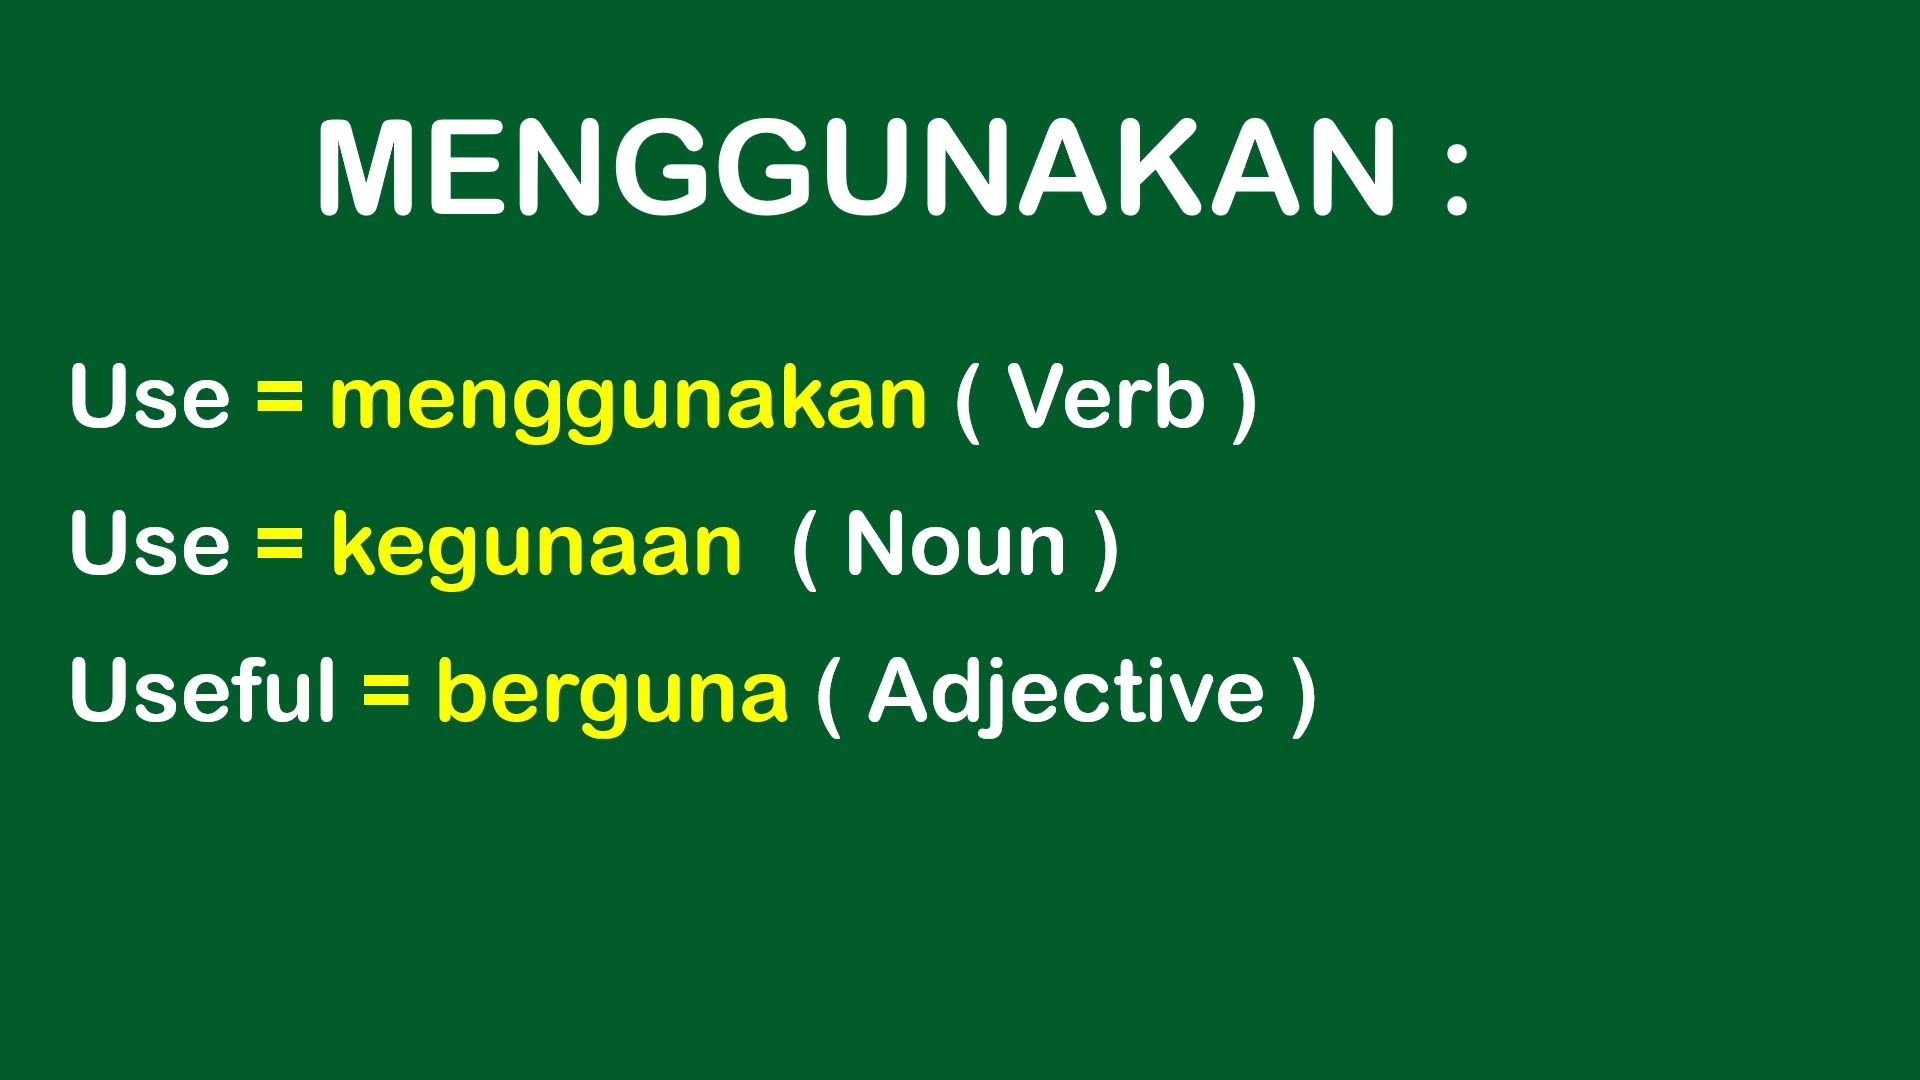 MENGGUNAKAN :
Use = menggunakan ( Verb )
Use = kegunaan ( Noun )
Useful = berguna ( Adjective )